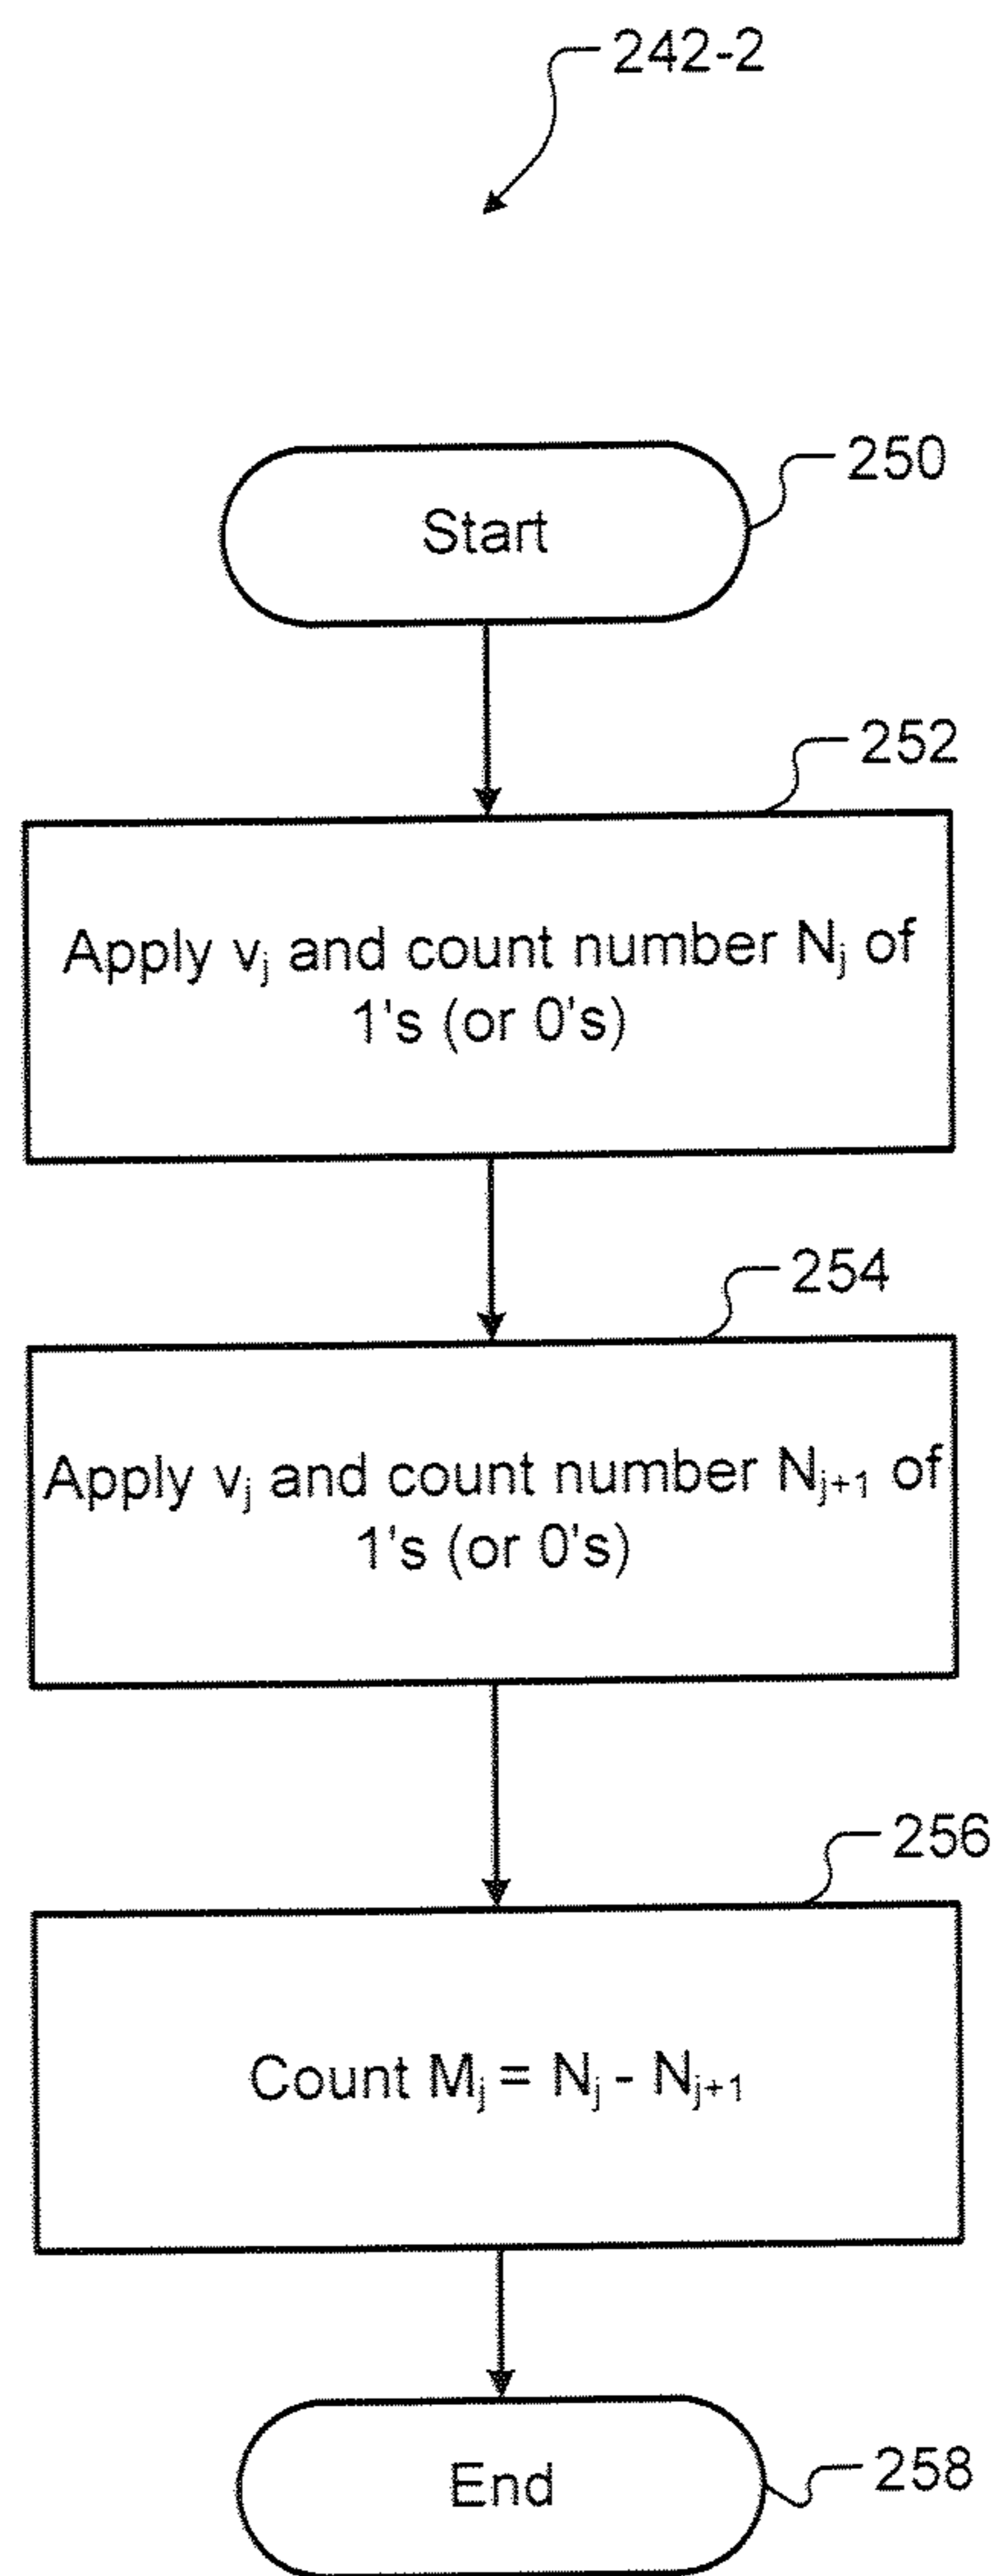 242-2
250
Start
252
Apply vⱼ and count number Nⱼ of
1's (or 0's)
254
Apply vⱼ and count number Nⱼ₊₁ of
1's (or 0's)
256
Count Mⱼ = Nⱼ - Nⱼ₊₁
End
258